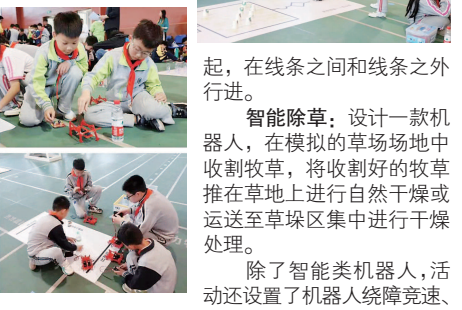 起，在线条之间和线条之外
行进。
智能除草：设计一款机
器人，在模拟的草场场地中
收割牧草，将收割好的牧草
推在草地上进行自然干燥或
运送至草垛区集中进行干燥
处理。
除了智能类机器人，活
动还设置了机器人绕障竞速、